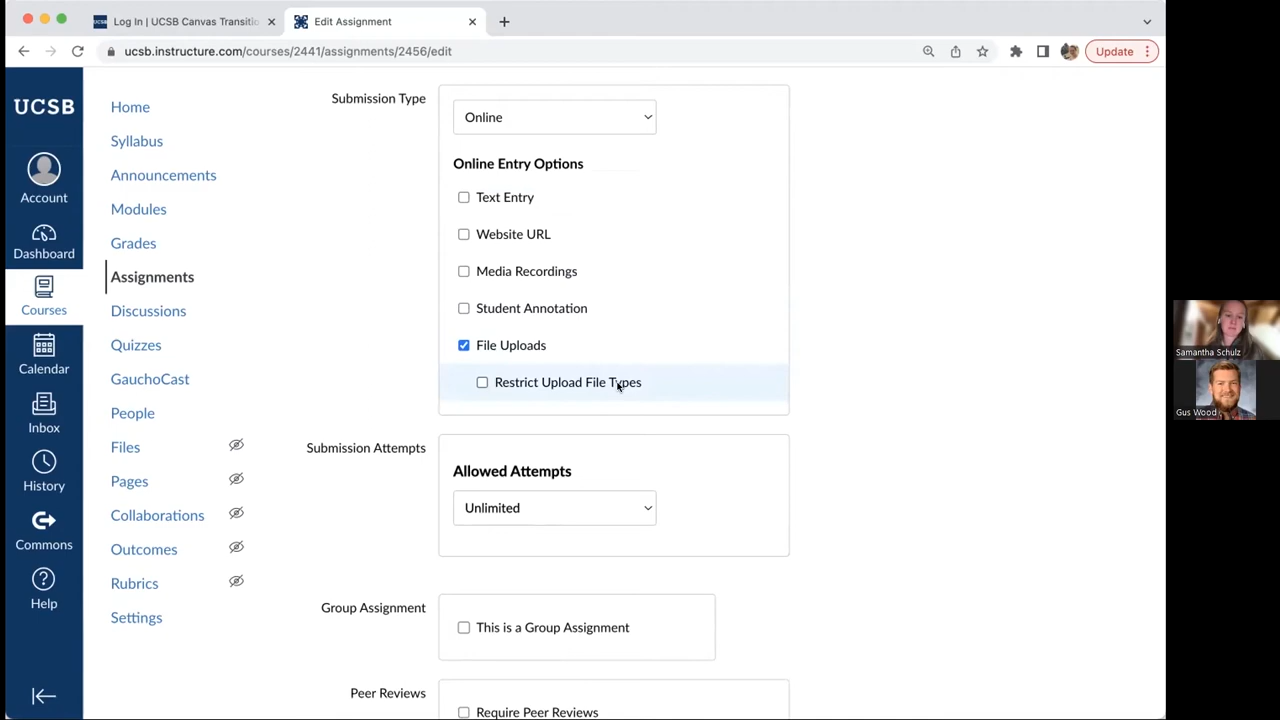 Log In | UCSB Canvas Transitio
Edit Assignment
ucsb.instructure.com/courses/2441/assignments/2456/edit
Update
UCSB
Account
Dashboard
Courses
Calendar
Inbox
History
Commons
Help
Home
Syllabus
Announcements
Modules
Grades
Assignments
Discussions
Quizzes
GauchoCast
People
Files
Pages
Collaborations
Outcomes
Rubrics
Settings
Submission Type
Online
Online Entry Options
Text Entry
Website URL
Media Recordings
Student Annotation
File Uploads
Restrict Upload File Types
Submission Attempts
Allowed Attempts
Unlimited
Group Assignment
This is a Group Assignment
Peer Reviews
Require Peer Reviews
Samantha Schulz
Gus Wood